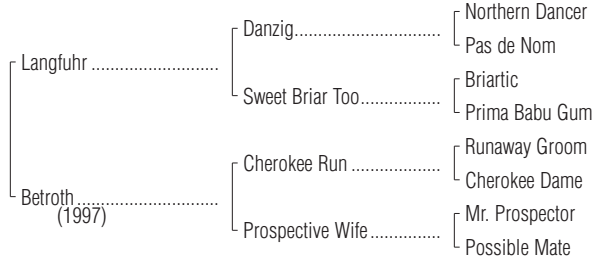 Northern Dancer
Danzig..............................
Pas de Nom
Langfuhr ..........................
Briartic
Sweet Briar Too.................
Prima Babu Gum
Runaway Groom
Cherokee Run ..................
Cherokee Dame
Betroth.............................
(1997)
Mr. Prospector
Prospective Wife...............
Possible Mate